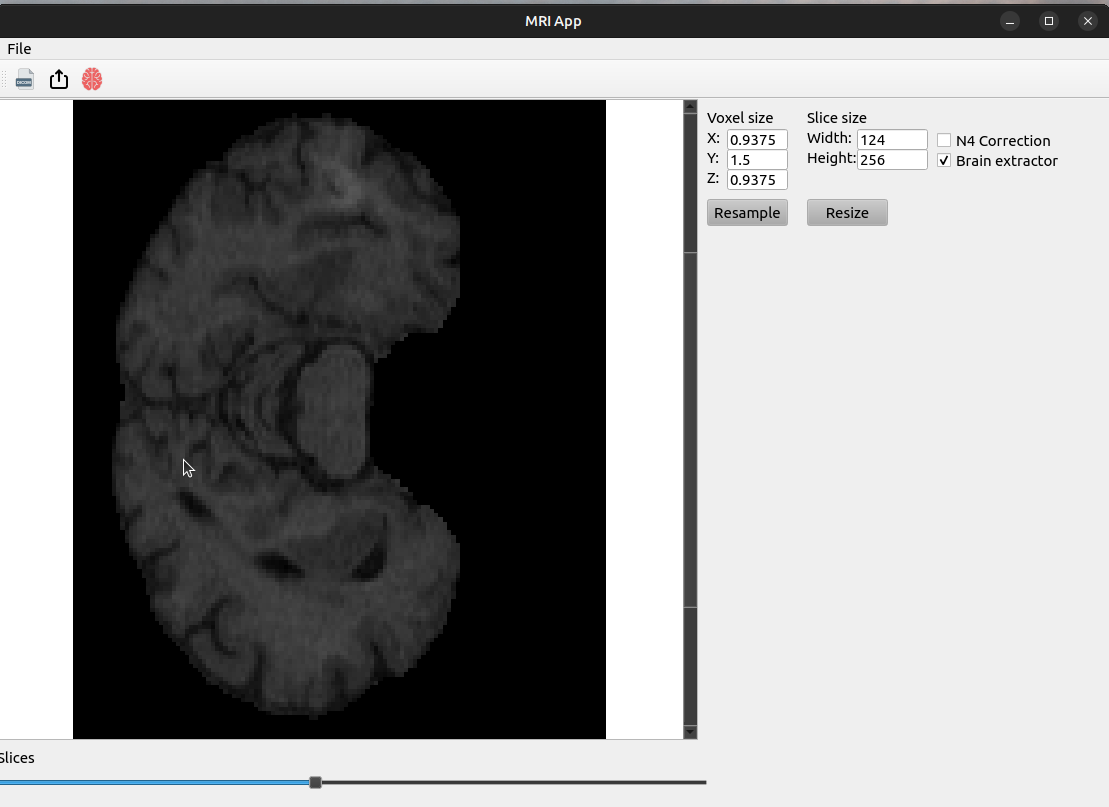 MRI App
File
DICOM
Voxel size
Slice size
X: 0.9375
Width: 124
N4 Correction
Y: 1.5
Height: 256
Brain extractor
Z: 0.9375
Resample
Resize
Slices